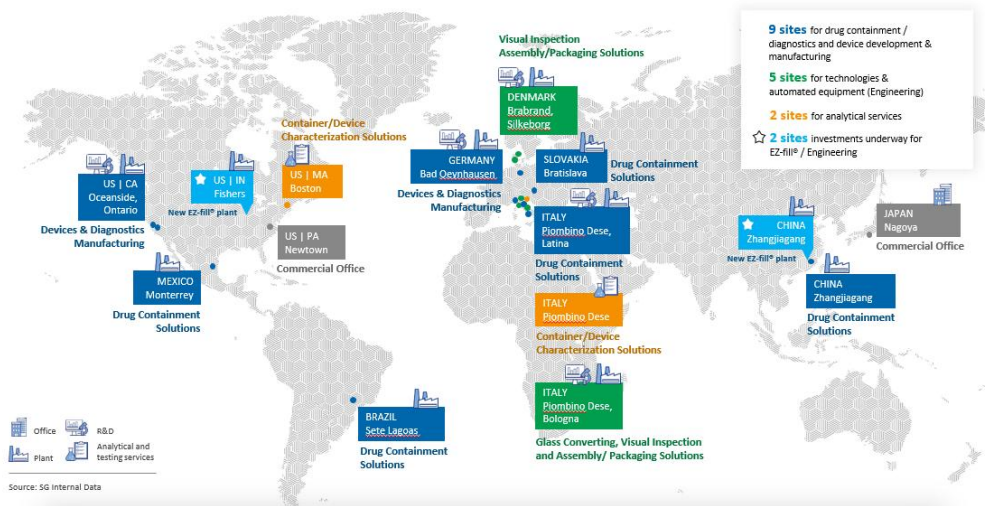 Visual Inspection
Assembly/Packaging Solutions
9 sites for drug containment /
diagnostics and device development &
manufacturing
5 sites for technologies &
automated equipment (Engineering)
2 sites for analytical services
2 sites investments underway for
EZ-fill® / Engineering
DENMARK
Brabrand,
Silkeborg
Container/Device
Characterization Solutions
US | MA
Boston
US | CA
Oceanside,
Ontario
Devices & Diagnostics
Manufacturing
US | IN
Fishers
New EZ-fill® plant
US | PA
Newtown
Commercial Office
MEXICO
Monterrey
Drug Containment
Solutions
GERMANY
Bad Oeynhausen
Devices & Diagnostics
Manufacturing
SLOVAKIA
Bratislava
Drug Containment
Solutions
ITALY
Piombino Dese,
Latina
Drug Containment
Solutions
ITALY
Piombino Dese
Container/Device
Characterization Solutions
ITALY
Piombino Dese,
Bologna
Glass Converting, Visual Inspection
and Assembly/ Packaging Solutions
CHINA
Zhangjiagang
New EZ-fill® plant
JAPAN
Nagoya
Commercial Office
CHINA
Zhangjiagang
Drug Containment
Solutions
BRAZIL
Sete Lagoas
Drug Containment
Solutions
Office
R&D
Plant
Analytical and
testing services
Source: SG Internal Data